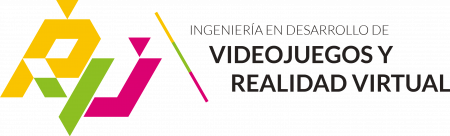 INGENIERÍA EN DESARROLLO DE
VIDEOJUEGOS Y
REALIDAD VIRTUAL